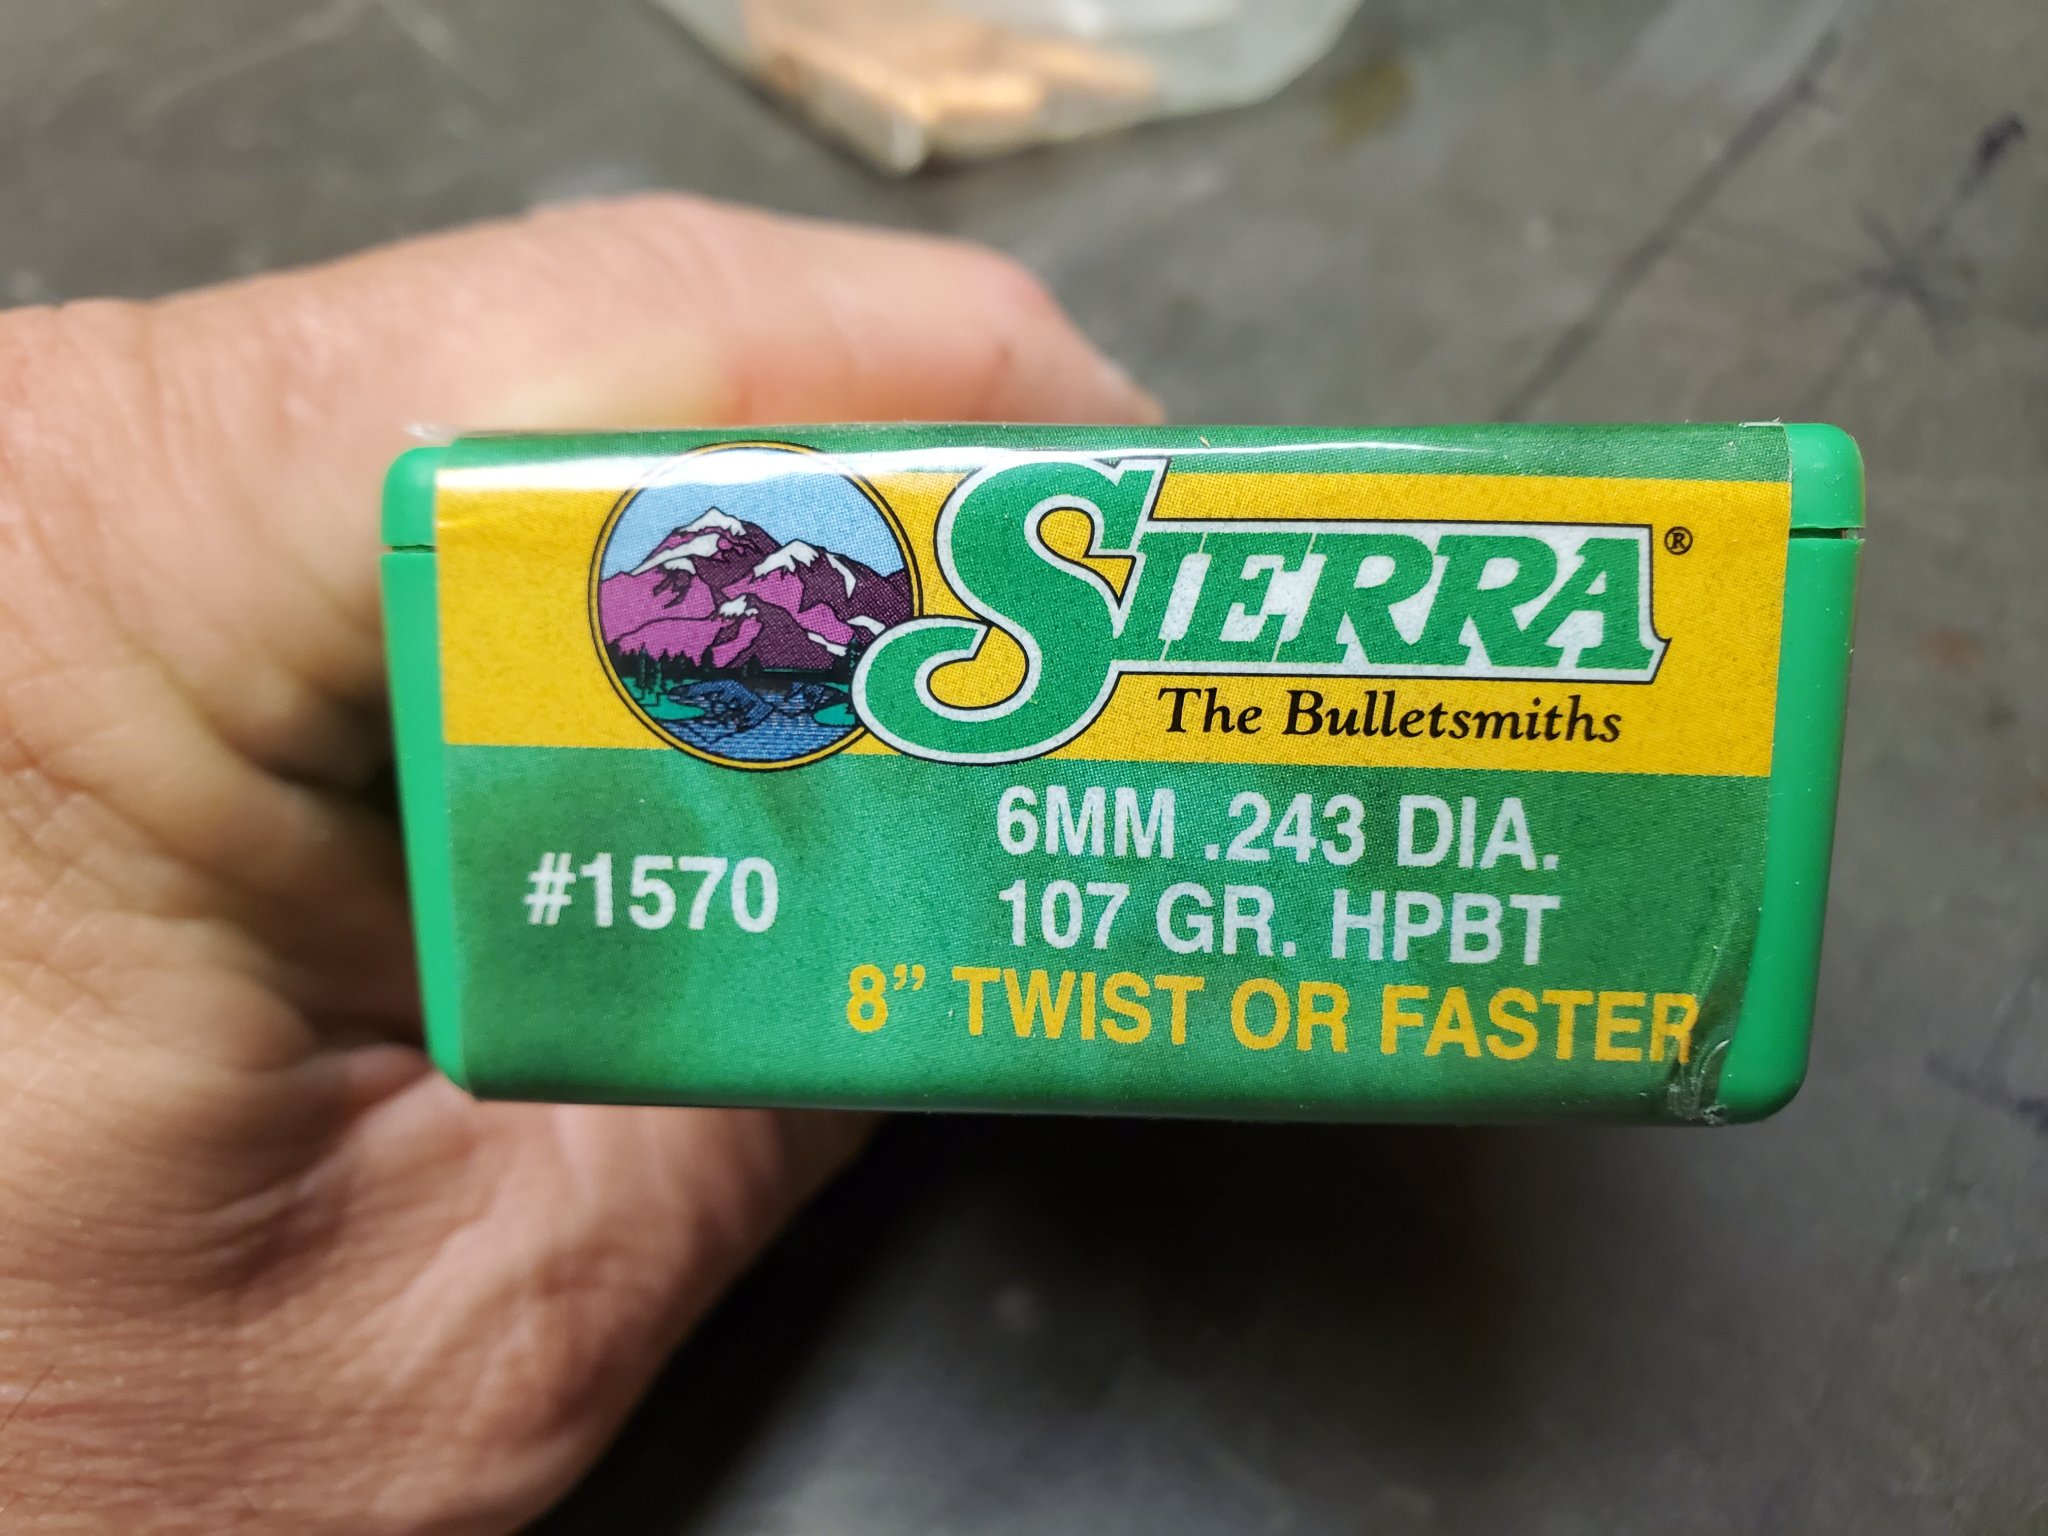 SIERRA®
The Bulletsmiths
#1570
6MM .243 DIA.
107 GR. HPBT
8” TWIST OR FASTER